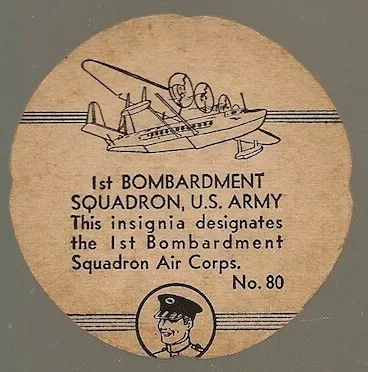 1st BOMBARDMENT
SQUADRON, U.S. ARMY
This insignia designates
the 1st Bombardment
Squadron Air Corps.
No. 80